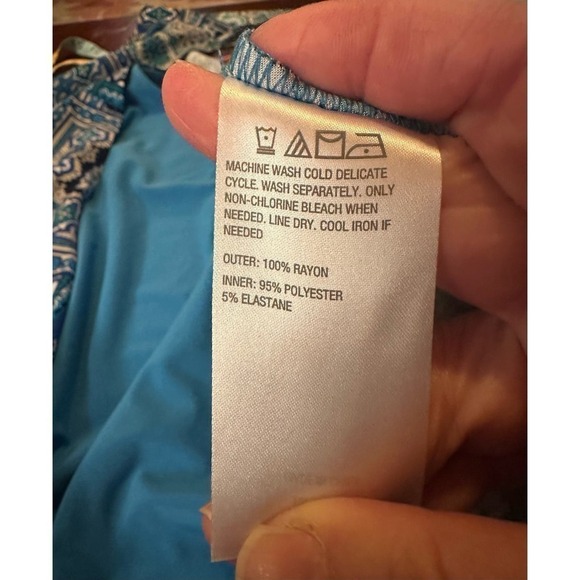 MACHINE WASH COLD DELICATE
CYCLE. WASH SEPARATELY. ONLY
NON-CHLORINE BLEACH WHEN
NEEDED. LINE DRY. COOL IRON IF
NEEDED
OUTER: 100% RAYON
INNER: 95% POLYESTER
5% ELASTANE